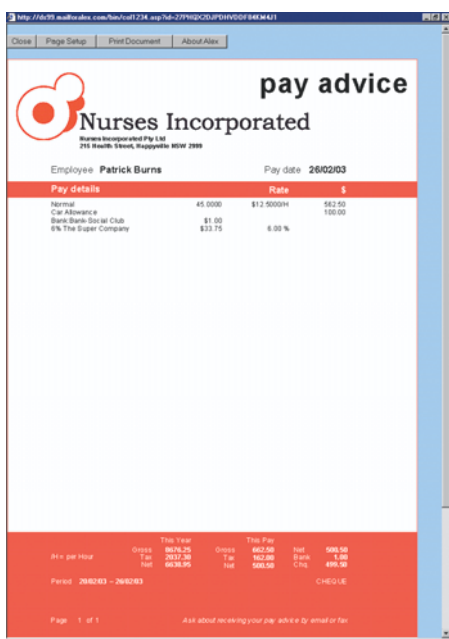 http://ds99.mailforalex.com/bin/col1234.asp?id=27PHQX2DJPDHVDDF84KM4J1
Close Page Setup Print Document About Alex
pay advice
Nurses Incorporated
Nurses Incorporated Pty Ltd
215 Health Street, Happyville NSW 2999
Employee Patrick Burns Pay date 26/02/03
Pay details Rate $
Normal 45.0000 $12.5000/H 562.50
Car Allowance 100.00
Bank:Bank-Social Club $1.00
6% The Super Company $33.75 6.00 %
This Year This Pay
Gross 8676.25 Gross 662.50 Net 500.50
/H = per Hour Tax 2037.30 Tax 162.00 Bank 1.00
Net 6638.95 Net 500.50 Chq 499.50
Period 20/02/03 – 26/02/03 CHEQUE
Page 1 of 1 Ask about receiving your pay advice by email or fax